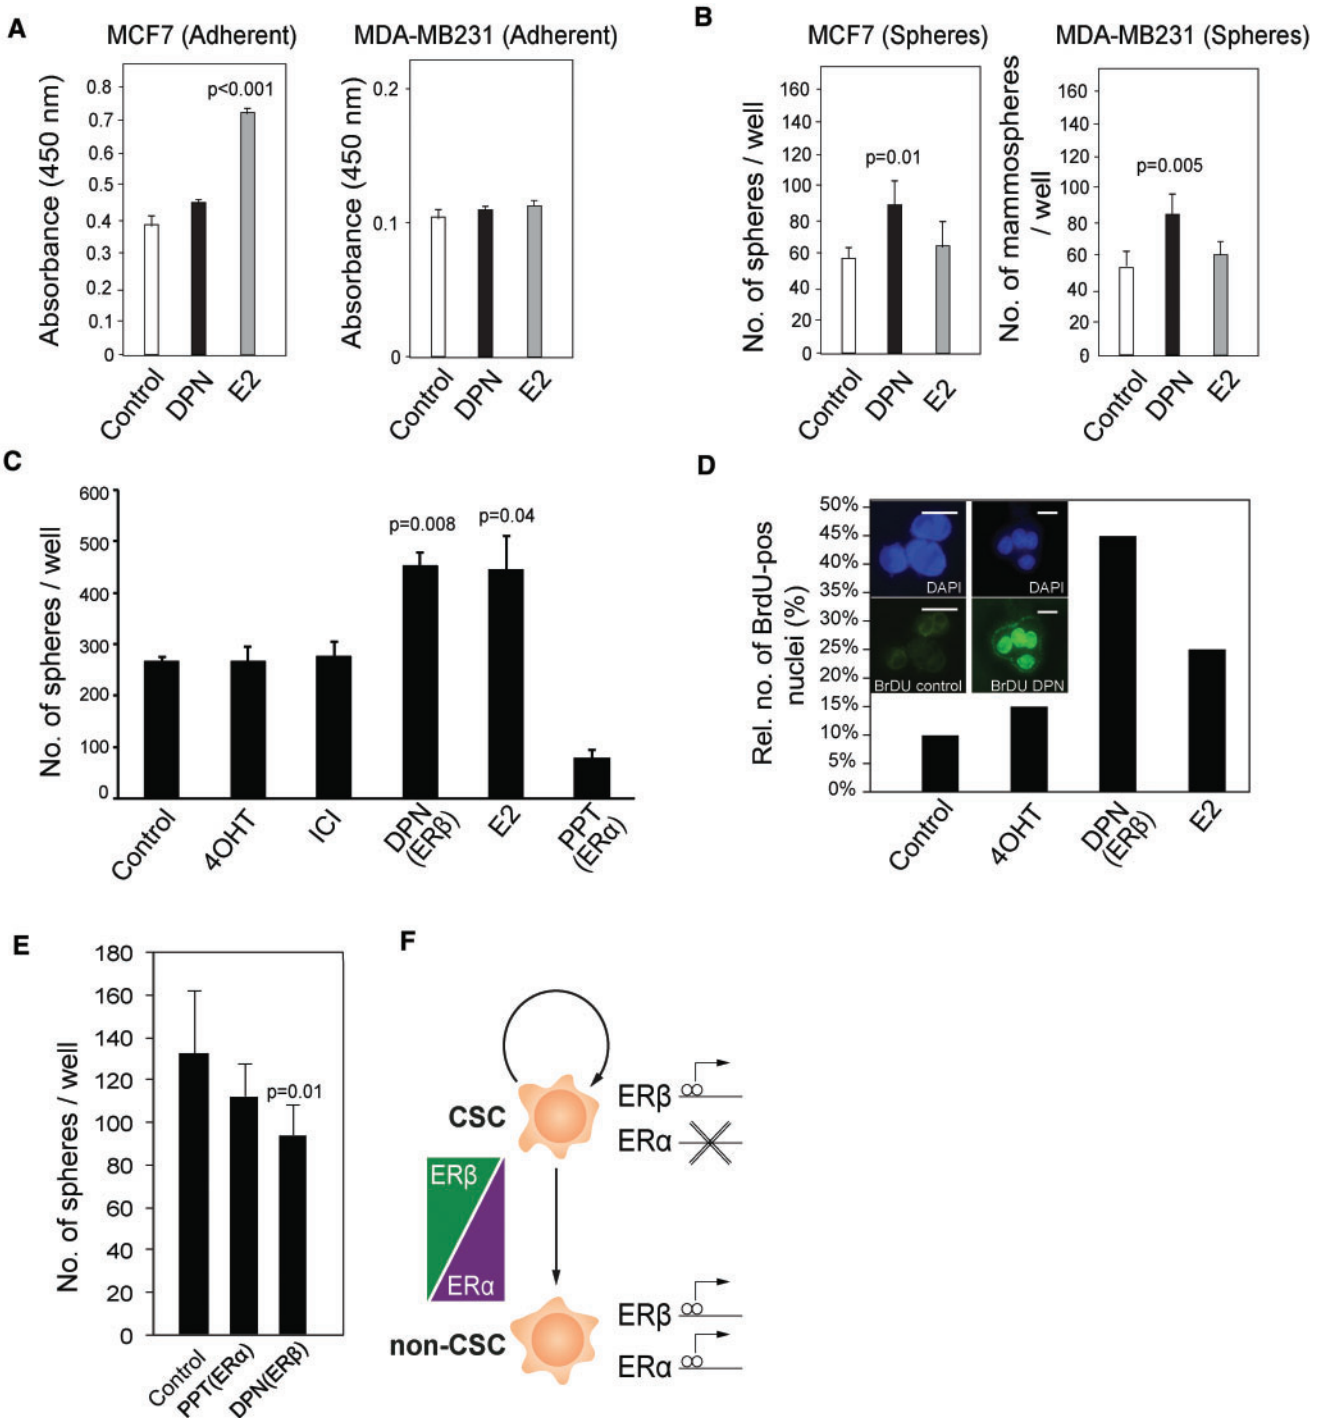 A
MCF7 (Adherent)
Absorbance (450 nm)
0.8
0.7
0.6
0.5
0.4
0.3
0.2
0.1
0
p<0.001
Control
DPN
E2
MDA-MB231 (Adherent)
Absorbance (450 nm)
0.2
0.1
0
Control
DPN
E2
B
MCF7 (Spheres)
No. of spheres / well
160
140
120
100
80
60
40
20
0
p=0.01
Control
DPN
E2
MDA-MB231 (Spheres)
No. of mammospheres
/ well
160
140
120
100
80
60
40
20
0
p=0.005
Control
DPN
E2
C
No. of spheres / well
600
500
400
300
200
100
0
p=0.008
p=0.04
Control
4OHT
ICI
DPN
(ERβ)
E2
PPT
(ERα)
D
Rel. no. of BrdU-pos
nuclei (%)
50%
45%
40%
35%
30%
25%
20%
15%
10%
5%
0%
DAPI
DAPI
BrDU control
BrDU DPN
Control
4OHT
DPN
(ERβ)
E2
E
No. of spheres / well
180
160
140
120
100
80
60
40
20
0
p=0.01
Control
PPT(ERα)
DPN(ERβ)
F
CSC
ERβ
ERα
ERβ
ERα
non-CSC
ERβ
ERα